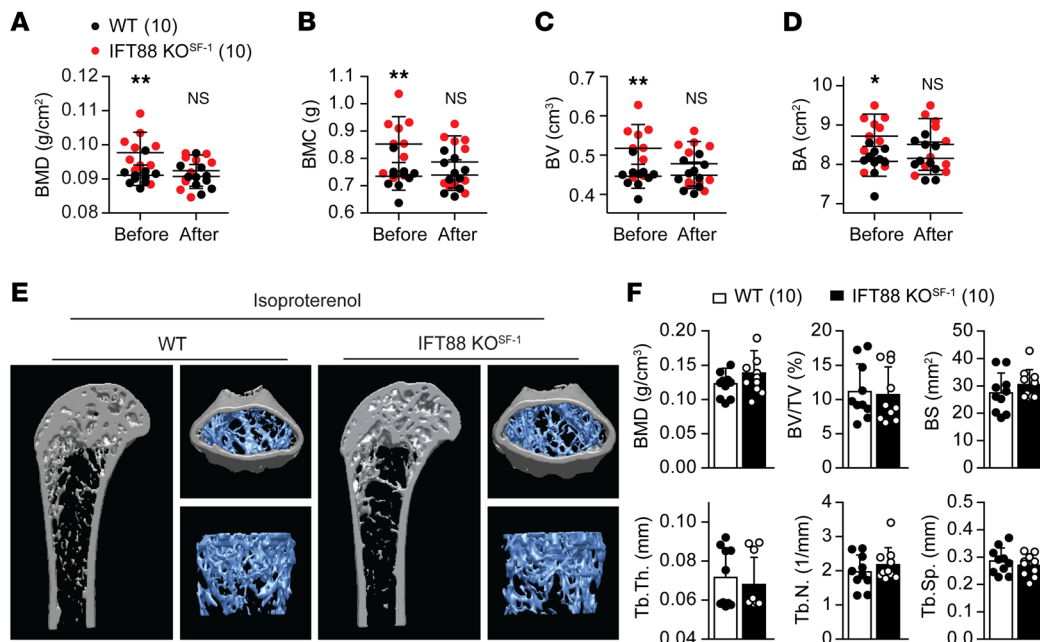 A
WT (10)
IFT88 KO^SF-1 (10)
BMD (g/cm²)
0.12
0.11
0.10
0.09
0.08
**
NS
Before After
B
BMC (g)
1.1
1.0
0.9
0.8
0.7
0.6
**
NS
Before After
C
BV (cm³)
0.7
0.6
0.5
0.4
**
NS
Before After
D
BA (cm²)
10
9
8
7
*
NS
Before After
E
Isoproterenol
WT
IFT88 KO^SF-1
F
WT (10) IFT88 KO^SF-1 (10)
BMD (g/cm³)
0.20
0.15
0.10
0.05
0.00
BV/TV (%)
20
15
10
5
0
BS (mm²)
50
40
30
20
10
0
Tb.Th. (mm)
0.10
0.08
0.06
0.04
Tb.N. (1/mm)
4
3
2
1
0
Tb.Sp. (mm)
0.5
0.4
0.3
0.2
0.1
0.0